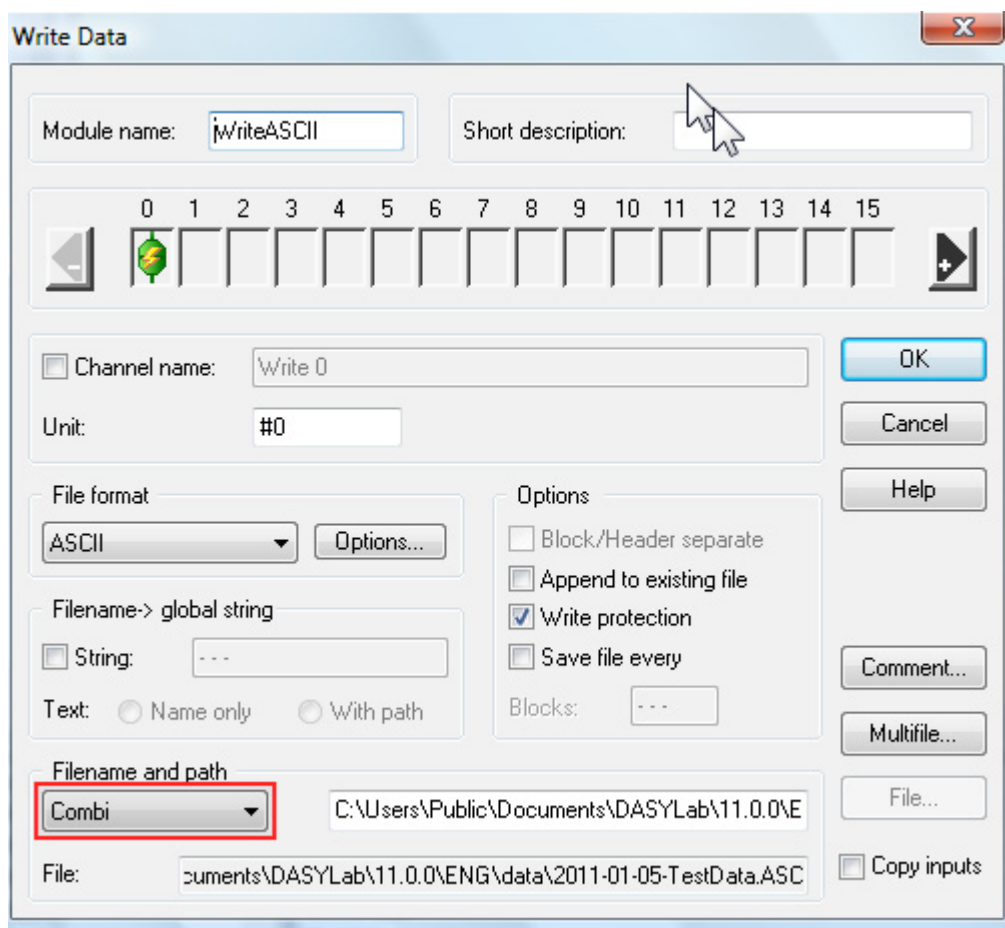 Write Data
Module name: WriteASCII Short description:
0 1 2 3 4 5 6 7 8 9 10 11 12 13 14 15
- +
Channel name: Write 0
OK
Unit: #0
Cancel
Help
File format
ASCII Options...
Options
Block/Header separate
Append to existing file
Write protection
Save file every
Blocks: - - -
Filename-> global string
String: - - -
Text: Name only With path
Comment...
Multifile...
Filename and path
Combi C:\Users\Public\Documents\DASYLab\11.0.0\E
File...
File: cuments\DASYLab\11.0.0\ENG\data\2011-01-05-TestData.ASC
Copy inputs